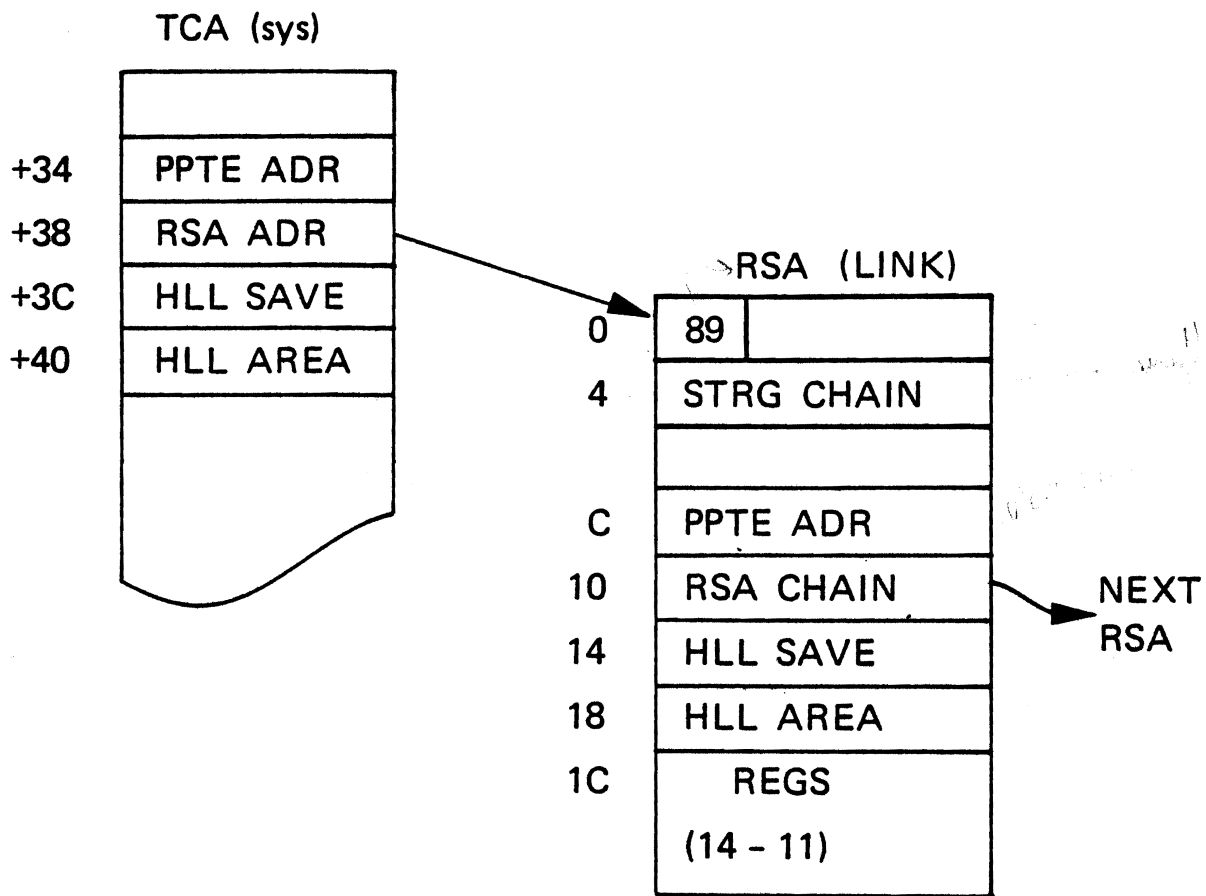 TCA (sys)
+34 PPTE ADR
+38 RSA ADR
+3C HLL SAVE
+40 HLL AREA
RSA (LINK)
0 89
4 STRG CHAIN
C PPTE ADR
10 RSA CHAIN
NEXT
RSA
14 HLL SAVE
18 HLL AREA
1C REGS
(14 - 11)